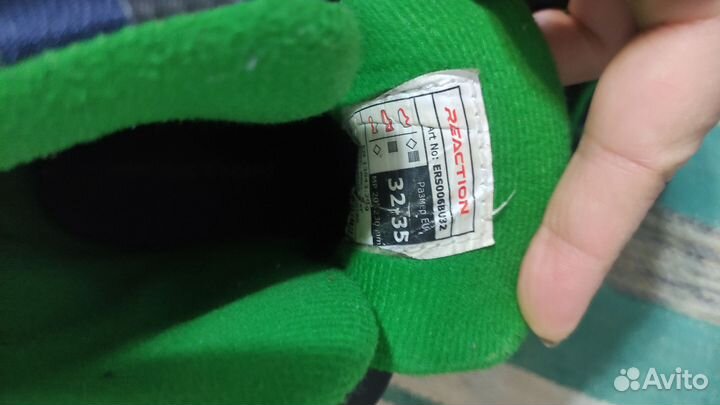 REACTION
Art No: ERS006BU32
Размер EU
32-35
Avito